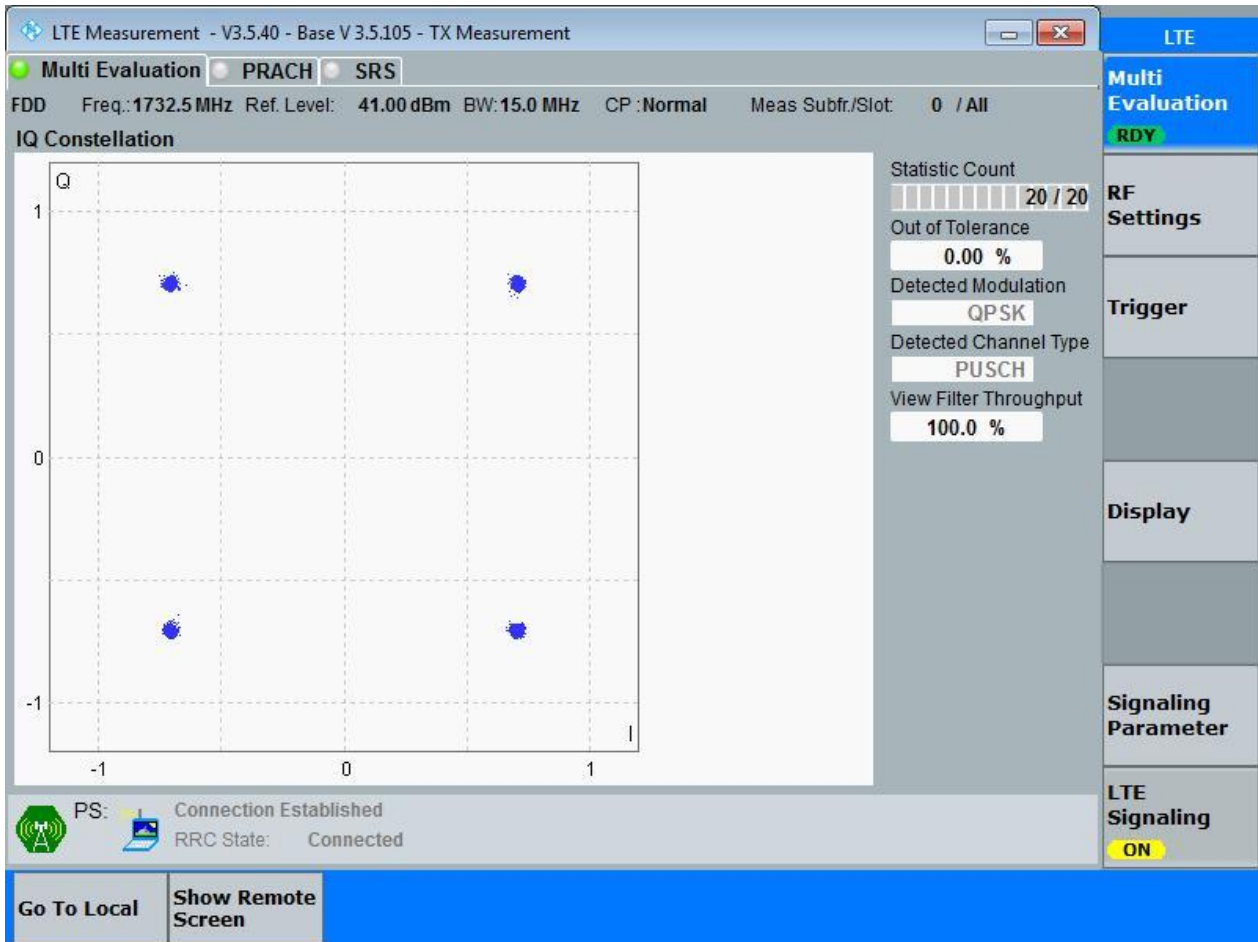 LTE Measurement - V3.5.40 - Base V 3.5.105 - TX Measurement
LTE
Multi Evaluation PRACH SRS
FDD Freq.: 1732.5 MHz Ref. Level: 41.00 dBm BW: 15.0 MHz CP : Normal Meas Subfr./Slot: 0 / All
IQ Constellation
Q
1
0
-1
I
-1 0 1
Statistic Count
20 / 20
Out of Tolerance
0.00 %
Detected Modulation
QPSK
Detected Channel Type
PUSCH
View Filter Throughput
100.0 %
Multi
Evaluation
RDY
RF
Settings
Trigger
Display
Signaling
Parameter
LTE
Signaling
ON
PS: Connection Established
RRC State: Connected
Go To Local
Show Remote
Screen